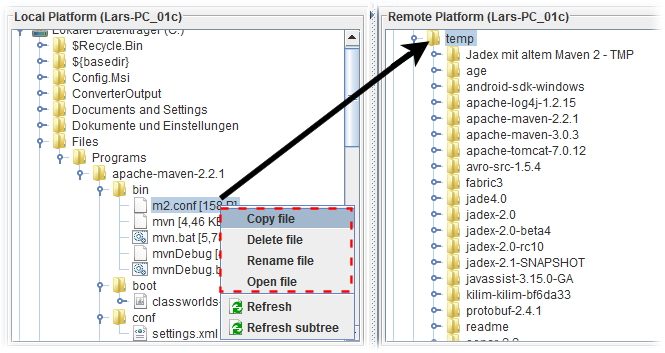 Local Platform (Lars-PC_01c)
Lokaler Datenträger (C:)
$Recycle.Bin
${basedir}
Config.Msi
ConverterOutput
Documents and Settings
Dokumente und Einstellungen
Files
Programs
apache-maven-2.2.1
bin
m2.conf [158 B]
mvn [4,46 KB
mvn.bat [5,7
mvnDebug [
mvnDebug.b
boot
classworlds-
conf
settings.xml
Copy file
Delete file
Rename file
Open file
Refresh
Refresh subtree
Remote Platform (Lars-PC_01c)
temp
Jadex mit altem Maven 2 - TMP
age
android-sdk-windows
apache-log4j-1.2.15
apache-maven-2.2.1
apache-maven-3.0.3
apache-tomcat-7.0.12
avro-src-1.5.4
fabric3
jade4.0
jadex-2.0
jadex-2.0-beta4
jadex-2.0-rc10
jadex-2.1-SNAPSHOT
javassist-3.15.0-GA
kilim-kilim-bf6da33
protobuf-2.4.1
readme